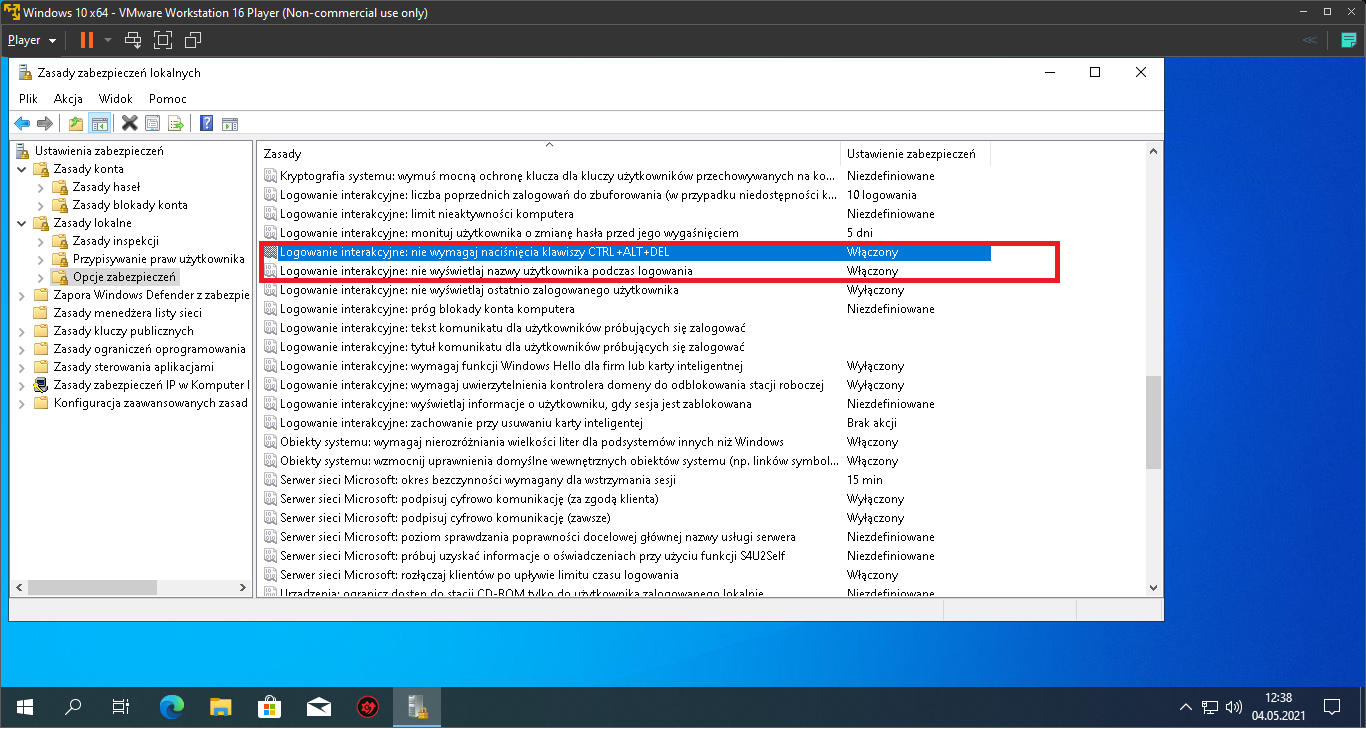 Windows 10 x64 - VMware Workstation 16 Player (Non-commercial use only)
Player
Zasady zabezpieczeń lokalnych
Plik Akcja Widok Pomoc
Ustawienia zabezpieczeń
Zasady konta
Zasady haseł
Zasady blokady konta
Zasady lokalne
Zasady inspekcji
Przypisywanie praw użytkownika
Opcje zabezpieczeń
Zapora Windows Defender z zabezpie
Zasady menedżera listy sieci
Zasady kluczy publicznych
Zasady ograniczeń oprogramowania
Zasady sterowania aplikacjami
Zasady zabezpieczeń IP w Komputer l
Konfiguracja zaawansowanych zasad
Zasady Ustawienie zabezpieczeń
Kryptografia systemu: wymuś mocną ochronę klucza dla kluczy użytkowników przechowywanych na ko... Niezdefiniowane
Logowanie interakcyjne: liczba poprzednich zalogowań do zbuforowania (w przypadku niedostępności k... 10 logowania
Logowanie interakcyjne: limit nieaktywności komputera Niezdefiniowane
Logowanie interakcyjne: monituj użytkownika o zmianę hasła przed jego wygaśnięciem 5 dni
Logowanie interakcyjne: nie wymagaj naciśnięcia klawiszy CTRL+ALT+DEL Włączony
Logowanie interakcyjne: nie wyświetlaj nazwy użytkownika podczas logowania Włączony
Logowanie interakcyjne: nie wyświetlaj ostatnio zalogowanego użytkownika Wyłączony
Logowanie interakcyjne: próg blokady konta komputera Niezdefiniowane
Logowanie interakcyjne: tekst komunikatu dla użytkowników próbujących się zalogować
Logowanie interakcyjne: tytuł komunikatu dla użytkowników próbujących się zalogować
Logowanie interakcyjne: wymagaj funkcji Windows Hello dla firm lub karty inteligentnej Wyłączony
Logowanie interakcyjne: wymagaj uwierzytelnienia kontrolera domeny do odblokowania stacji roboczej Wyłączony
Logowanie interakcyjne: wyświetlaj informacje o użytkowniku, gdy sesja jest zablokowana Niezdefiniowane
Logowanie interakcyjne: zachowanie przy usuwaniu karty inteligentnej Brak akcji
Obiekty systemu: wymagaj nierozróżniania wielkości liter dla podsystemów innych niż Windows Włączony
Obiekty systemu: wzmocnij uprawnienia domyślne wewnętrznych obiektów systemu (np. linków symbol... Włączony
Serwer sieci Microsoft: okres bezczynności wymagany dla wstrzymania sesji 15 min
Serwer sieci Microsoft: podpisuj cyfrowo komunikację (za zgodą klienta) Wyłączony
Serwer sieci Microsoft: podpisuj cyfrowo komunikację (zawsze) Wyłączony
Serwer sieci Microsoft: poziom sprawdzania poprawności docelowej głównej nazwy usługi serwera Niezdefiniowane
Serwer sieci Microsoft: próbuj uzyskać informacje o oświadczeniach przy użyciu funkcji S4U2Self Niezdefiniowane
Serwer sieci Microsoft: rozłączaj klientów po upływie limitu czasu logowania Włączony
Urządzenia: ogranicz dostęp do stacji CD-ROM tylko do użytkownika zalogowanego lokalnie Niezdefiniowane
12:38
04.05.2021